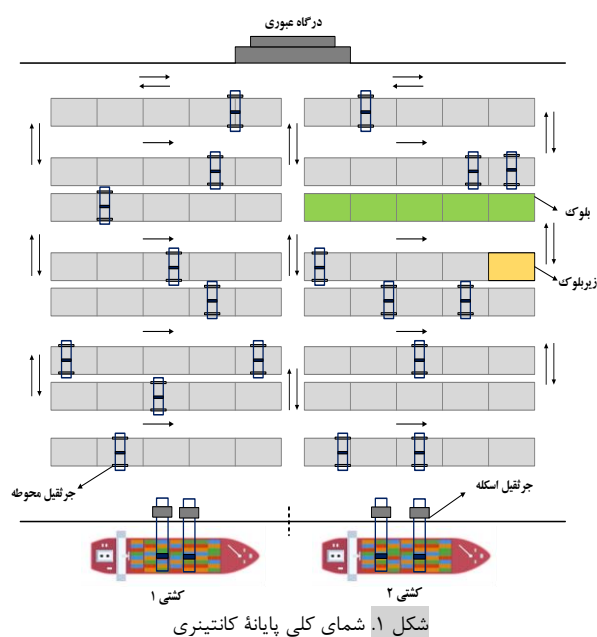 درگاه عبوری
بلوک
زیربلوک
جرثقیل محوطه
جرثقیل اسکله
کشتی ۱
کشتی ۲
شکل ۱. شمای کلی پایانهٔ کانتینری